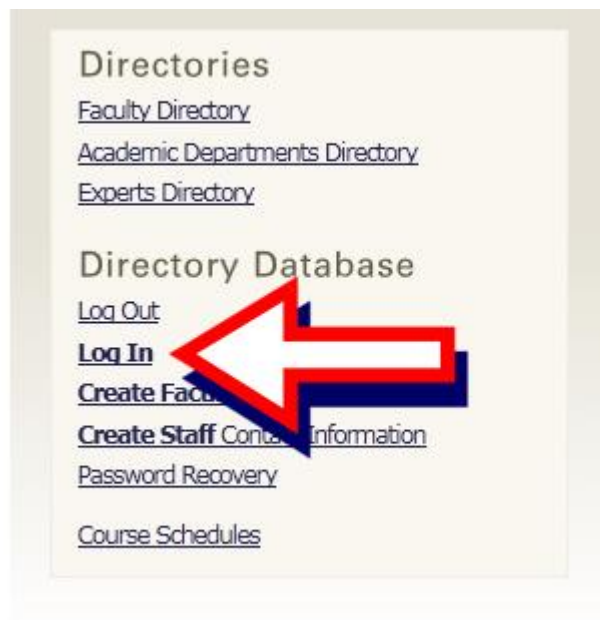 Directories
Faculty Directory
Academic Departments Directory
Experts Directory
Directory Database
Log Out
Log In
Create
Create Staff Information
Password Recovery
Course Schedules